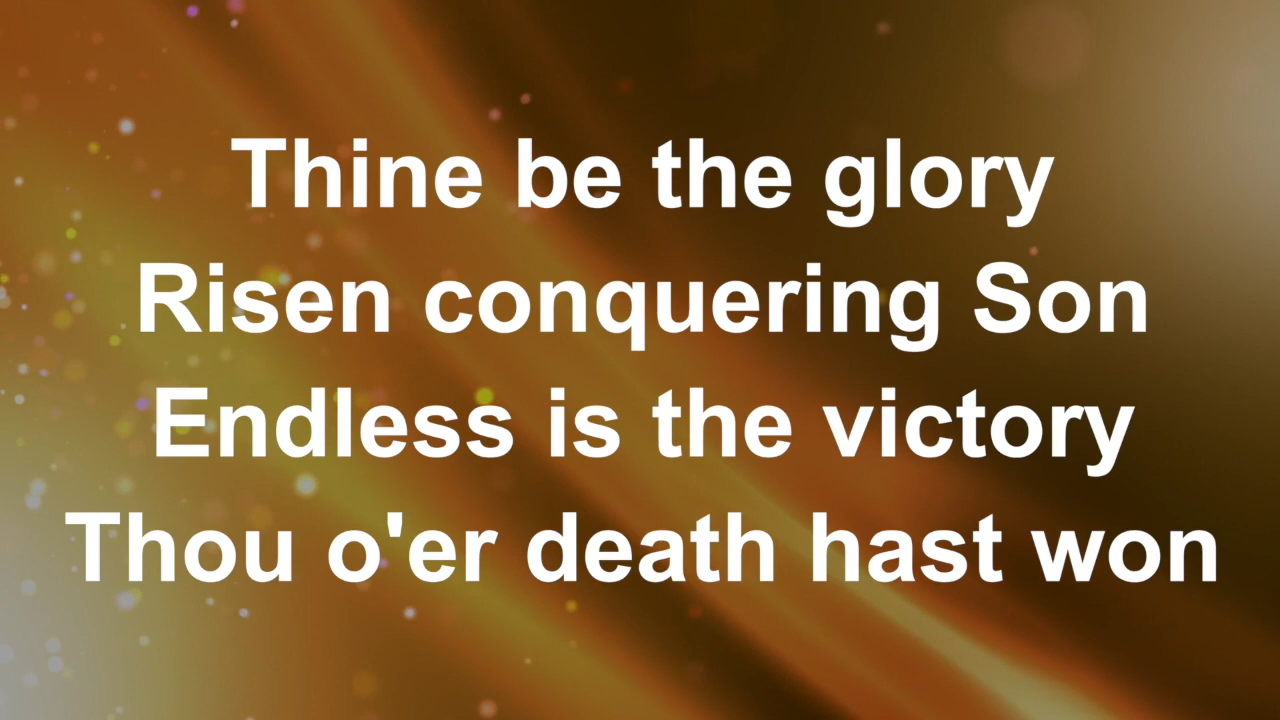 Thine be the glory
Risen conquering Son
Endless is the victory
Thou o'er death hast won